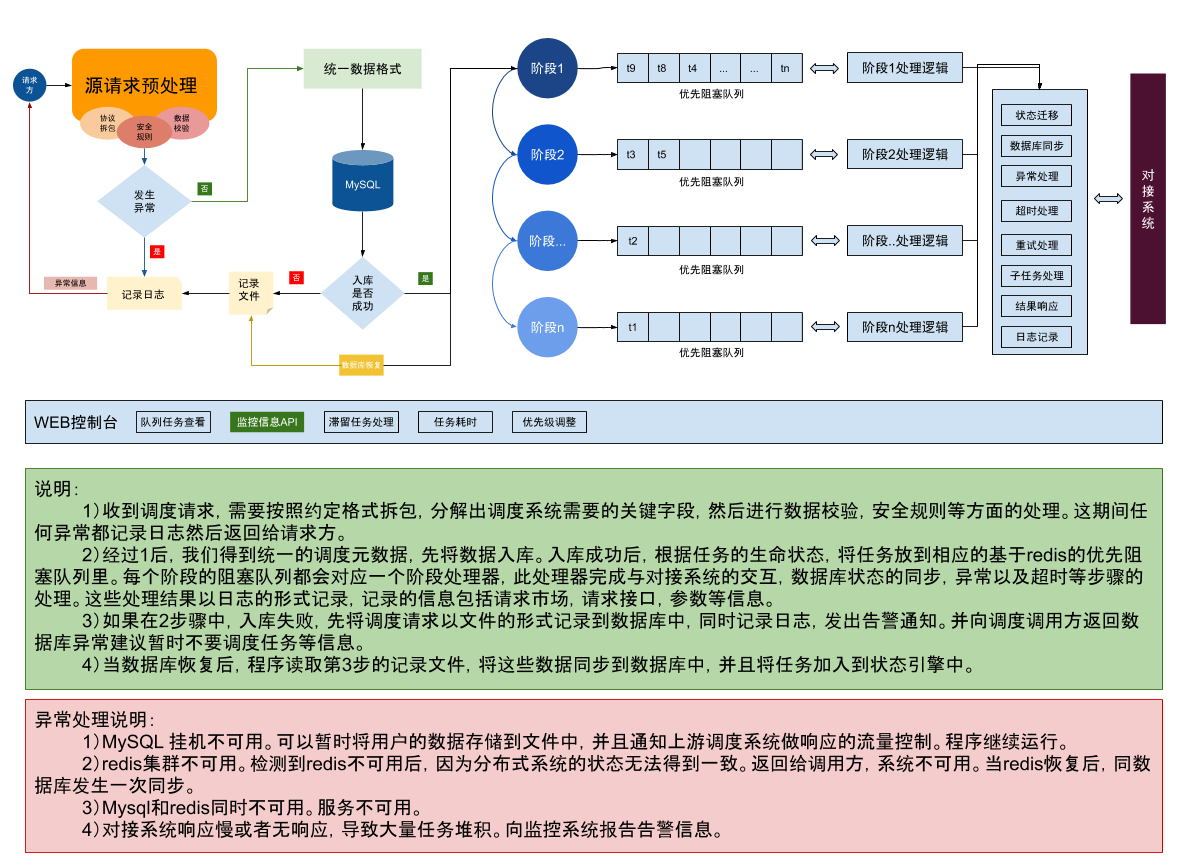 请求
方
源请求预处理
协议
拆包
安全
规则
数据
校验
发生
异常
否
是
异常信息
记录日志
统一数据格式
MySQL
入库
是否
成功
否
是
记录
文件
数据库恢复
阶段1
t9 t8 t4 ... ... tn
优先阻塞队列
阶段1处理逻辑
阶段2
t3 t5
优先阻塞队列
阶段2处理逻辑
阶段...
t2
优先阻塞队列
阶段..处理逻辑
阶段n
t1
优先阻塞队列
阶段n处理逻辑
状态迁移
数据库同步
异常处理
超时处理
重试处理
子任务处理
结果响应
日志记录
对接系统
WEB控制台 队列任务查看 监控信息API 滞留任务处理 任务耗时 优先级调整
说明：
1）收到调度请求，需要按照约定格式拆包，分解出调度系统需要的关键字段，然后进行数据校验，安全规则等方面的处理。这期间任
何异常都记录日志然后返回给请求方。
2）经过1后，我们得到统一的调度元数据，先将数据入库。入库成功后，根据任务的生命状态，将任务放到相应的基于redis的优先阻
塞队列里。每个阶段的阻塞队列都会对应一个阶段处理器，此处理器完成与对接系统的交互，数据库状态的同步，异常以及超时等步骤的
处理。这些处理结果以日志的形式记录，记录的信息包括请求市场，请求接口，参数等信息。
3）如果在2步骤中，入库失败，先将调度请求以文件的形式记录到数据库中，同时记录日志，发出告警通知。并向调度调用方返回数
据库异常建议暂时不要调度任务等信息。
4）当数据库恢复后，程序读取第3步的记录文件，将这些数据同步到数据库中，并且将任务加入到状态引擎中。
异常处理说明：
1）MySQL 挂机不可用。可以暂时将用户的数据存储到文件中，并且通知上游调度系统做响应的流量控制。程序继续运行。
2）redis集群不可用。检测到redis不可用后，因为分布式系统的状态无法得到一致。返回给调用方，系统不可用。当redis恢复后，同数
据库发生一次同步。
3）Mysql和redis同时不可用。服务不可用。
4）对接系统响应慢或者无响应，导致大量任务堆积。向监控系统报告告警信息。